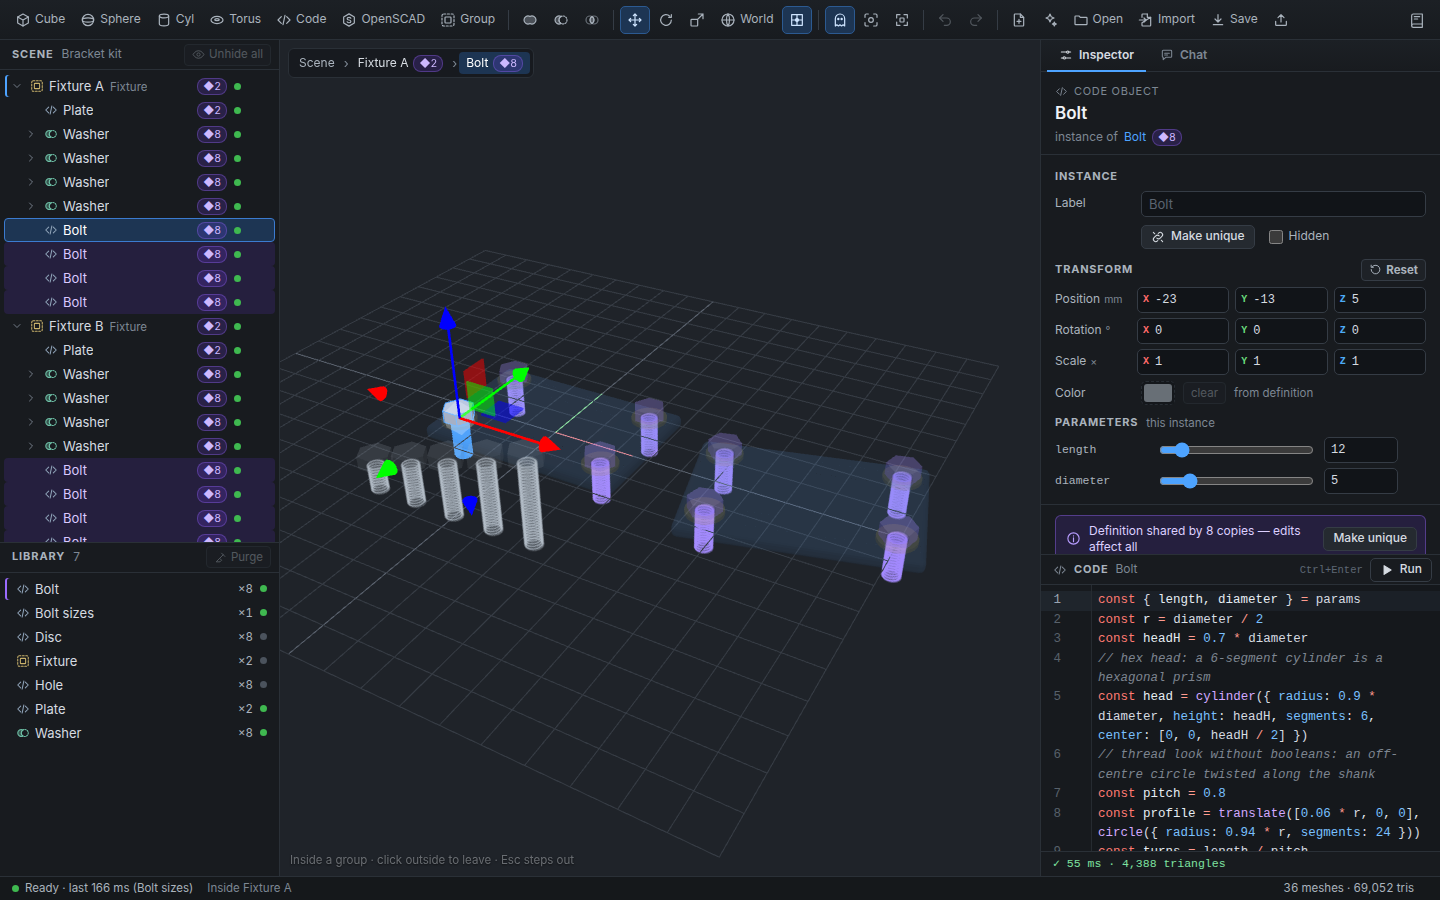 Cube Sphere Cyl Torus Code OpenSCAD Group World Open Import Save
SCENE Bracket kit Unhide all
Fixture A Fixture 2
Plate 2
Washer 8
Washer 8
Washer 8
Washer 8
Bolt 8
Bolt 8
Bolt 8
Bolt 8
Fixture B Fixture 2
Plate 2
Washer 8
Washer 8
Washer 8
Washer 8
Bolt 8
Bolt 8
Bolt 8
Bolt 8
LIBRARY 7 Purge
Bolt ×8
Bolt sizes ×1
Disc ×8
Fixture ×2
Hole ×8
Plate ×2
Washer ×8
Scene › Fixture A 2 › Bolt 8
Inside a group · click outside to leave · Esc steps out
Inspector Chat
CODE OBJECT
Bolt
instance of Bolt 8
INSTANCE
Label Bolt
Make unique Hidden
TRANSFORM Reset
Position mm X -23 Y -13 Z 5
Rotation ° X 0 Y 0 Z 0
Scale × X 1 Y 1 Z 1
Color clear from definition
PARAMETERS this instance
length 12
diameter 5
Definition shared by 8 copies — edits
affect all
Make unique
CODE Bolt Ctrl+Enter Run
1 const { length, diameter } = params
2 const r = diameter / 2
3 const headH = 0.7 * diameter
4 // hex head: a 6-segment cylinder is a
hexagonal prism
5 const head = cylinder({ radius: 0.9 *
diameter, height: headH, segments: 6,
center: [0, 0, headH / 2] })
6 // thread look without booleans: an off-
centre circle twisted along the shank
7 const pitch = 0.8
8 const profile = translate([0.06 * r, 0, 0],
circle({ radius: 0.94 * r, segments: 24 }))
9 const turns = length / pitch
✓ 55 ms · 4,388 triangles
Ready · last 166 ms (Bolt sizes) Inside Fixture A
36 meshes · 69,052 tris